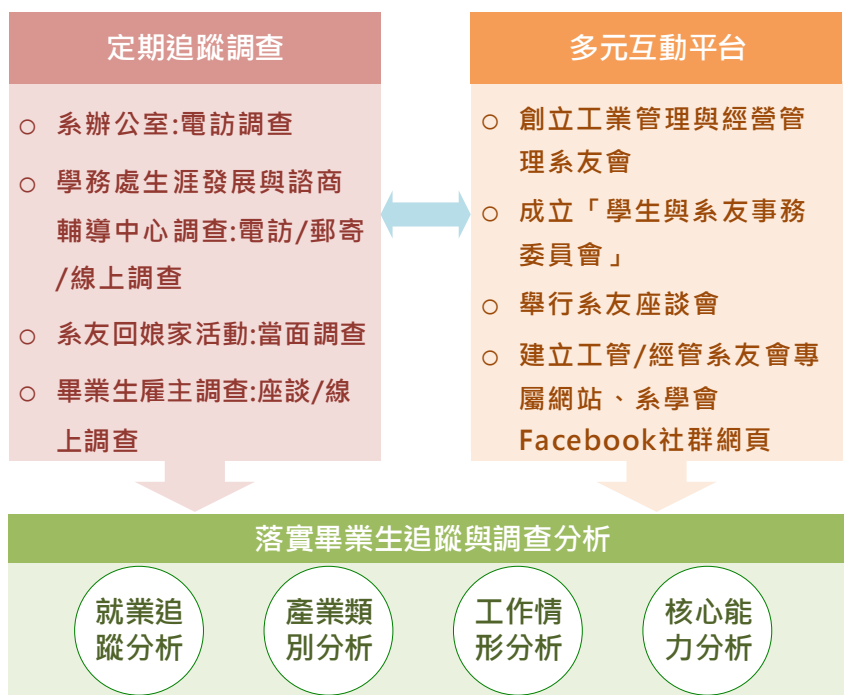 定期追蹤調查
○ 系辦公室:電訪調查
○ 學務處生涯發展與諮商
輔導中心調查:電訪/郵寄
/線上調查
○ 系友回娘家活動:當面調查
○ 畢業生雇主調查:座談/線
上調查
多元互動平台
○ 創立工業管理與經營管
理系友會
○ 成立「學生與系友事務
委員會」
○ 舉行系友座談會
○ 建立工管/經管系友會專
屬網站、系學會
Facebook社群網頁
落實畢業生追蹤與調查分析
就業追
蹤分析
產業類
別分析
工作情
形分析
核心能
力分析